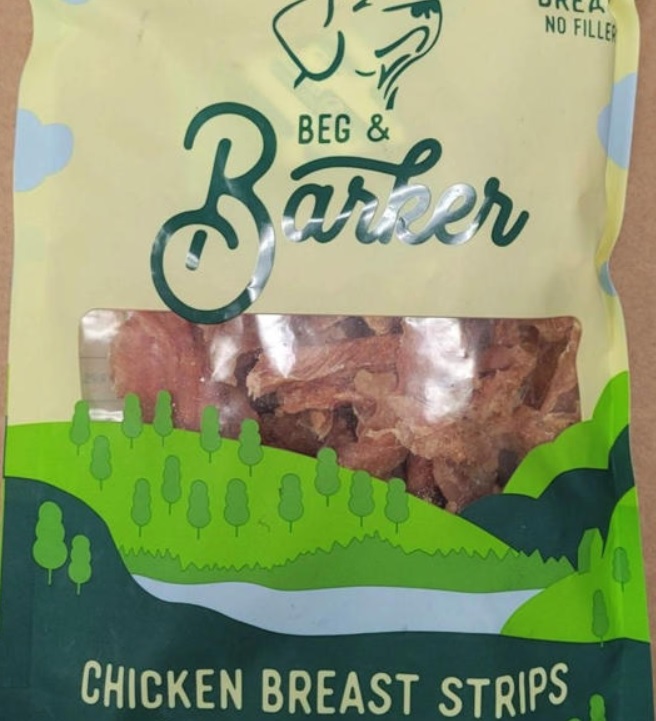 NO FILLER
BEG &
Barker
CHICKEN BREAST STRIPS